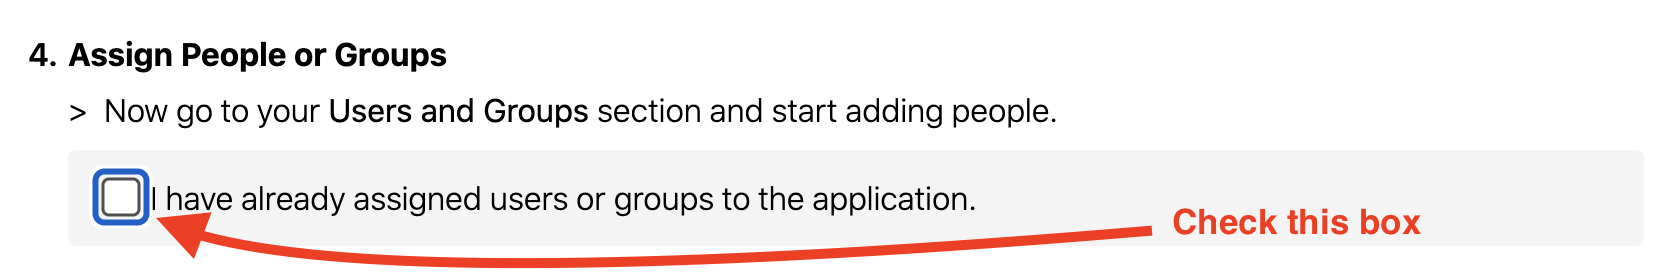 4. Assign People or Groups
> Now go to your Users and Groups section and start adding people.
I have already assigned users or groups to the application.
Check this box